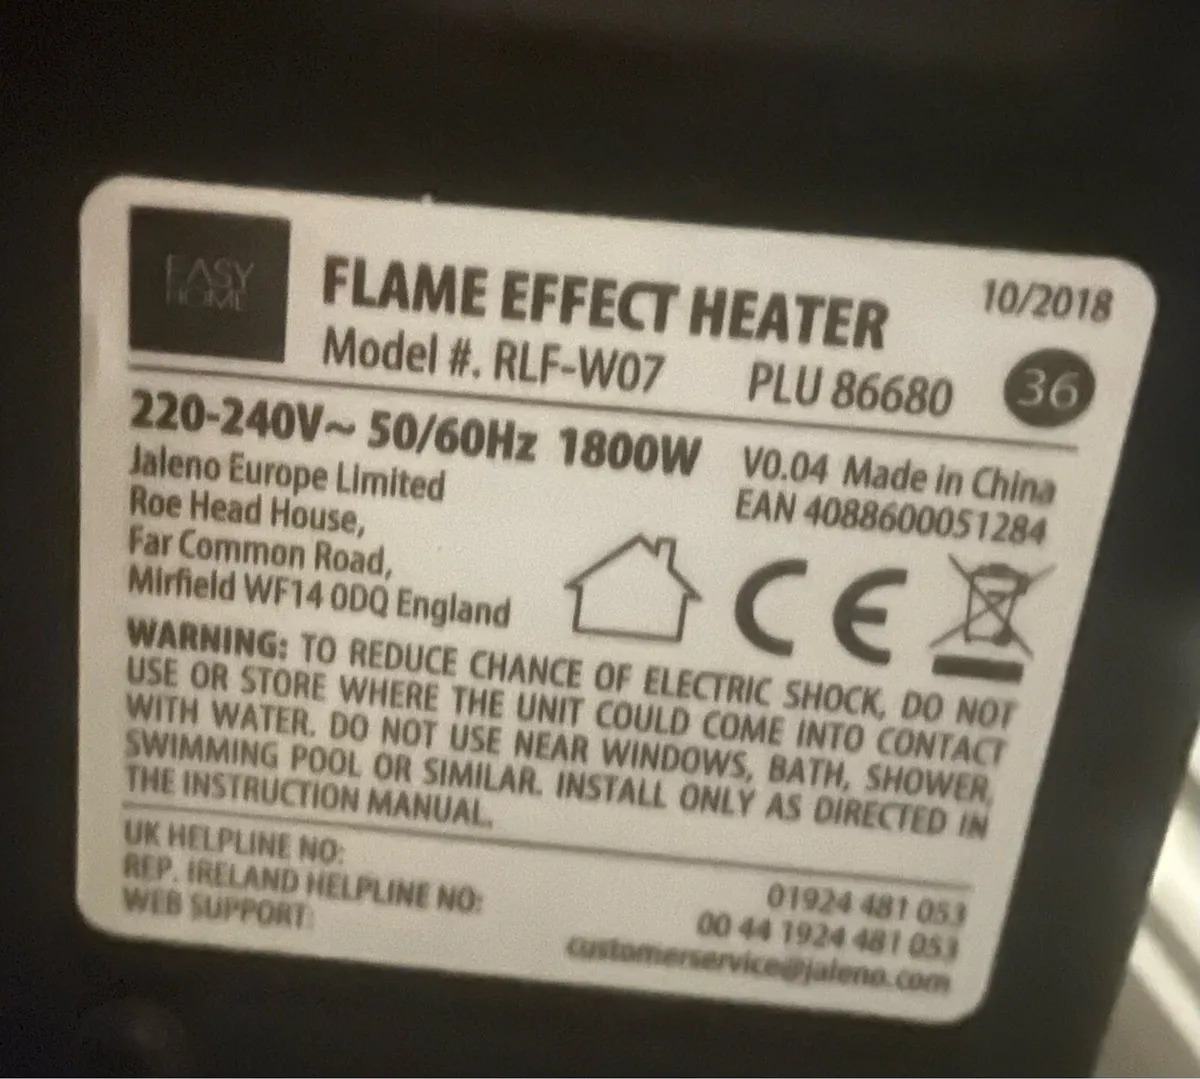 EASY
HOME
FLAME EFFECT HEATER
10/2018
Model #. RLF-W07
PLU 86680
36
220-240V~ 50/60Hz 1800W
V0.04 Made in China
EAN 4088600051284
Jaleno Europe Limited
Roe Head House,
Far Common Road,
Mirfield WF14 0DQ England
CE
WARNING: TO REDUCE CHANCE OF ELECTRIC SHOCK, DO NOT
USE OR STORE WHERE THE UNIT COULD COME INTO CONTACT
WITH WATER. DO NOT USE NEAR WINDOWS, BATH, SHOWER,
SWIMMING POOL OR SIMILAR. INSTALL ONLY AS DIRECTED IN
THE INSTRUCTION MANUAL.
UK HELPLINE NO: 01924 481 053
REP. IRELAND HELPLINE NO: 00 44 1924 481 053
WEB SUPPORT: customerservice@jaleno.com